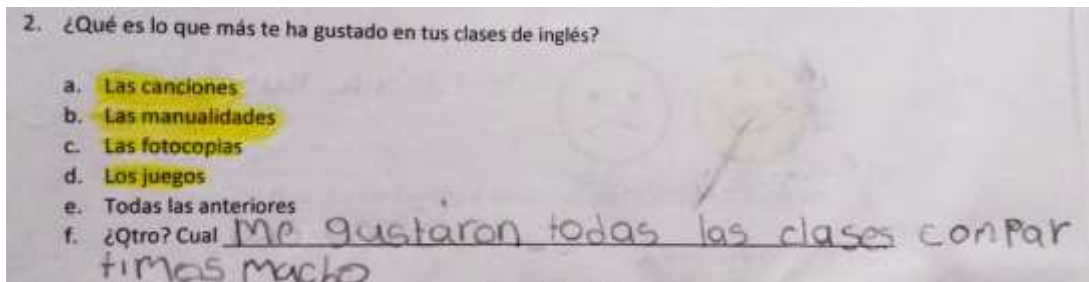 2. ¿Qué es lo que más te ha gustado en tus clases de inglés?
a. Las canciones
b. Las manualidades
c. Las fotocopias
d. Los juegos
e. Todas las anteriores
f. ¿Otro? Cual me gustaron todas las clases conpar
timos macho